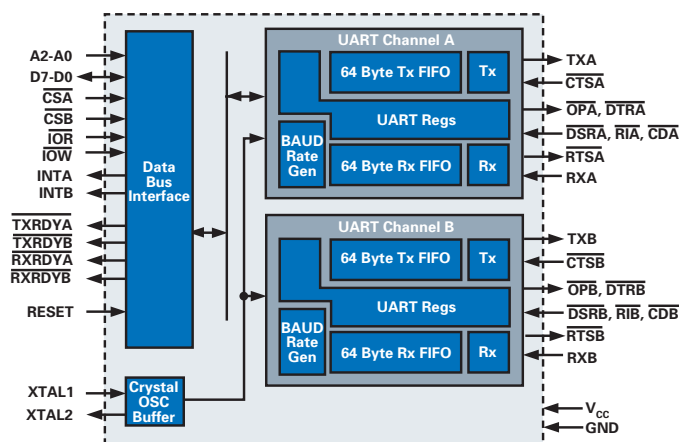 A2-A0
D7-D0
CSA
CSB
IOR
IOW
INTA
INTB
TXRDYA
TXRDYB
RXRDYA
RXRDYB
RESET
XTAL1
XTAL2
Data
Bus
Interface
Crystal
OSC
Buffer
UART Channel A
64 Byte Tx FIFO
Tx
UART Regs
BAUD
Rate
Gen
64 Byte Rx FIFO
Rx
UART Channel B
64 Byte Tx FIFO
Tx
UART Regs
BAUD
Rate
Gen
64 Byte Rx FIFO
Rx
TXA
CTSA
OPA, DTRA
DSRA, RIA, CDA
RTSA
RXA
TXB
CTSB
OPB, DTRB
DSRB, RIB, CDB
RTSB
RXB
VCC
GND